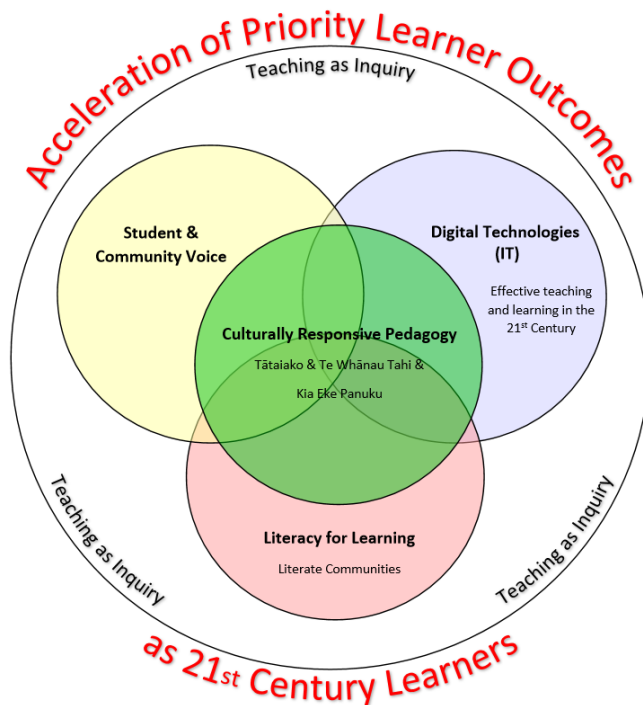 Acceleration of Priority Learner Outcomes
Teaching as Inquiry
Student &
Community Voice
Digital Technologies
(IT)
Effective teaching
and learning in the
21st Century
Culturally Responsive Pedagogy
Tātaiako & Te Whānau Tahi &
Kia Eke Panuku
Literacy for Learning
Literate Communities
Teaching as Inquiry
Teaching as Inquiry
as 21st Century Learners